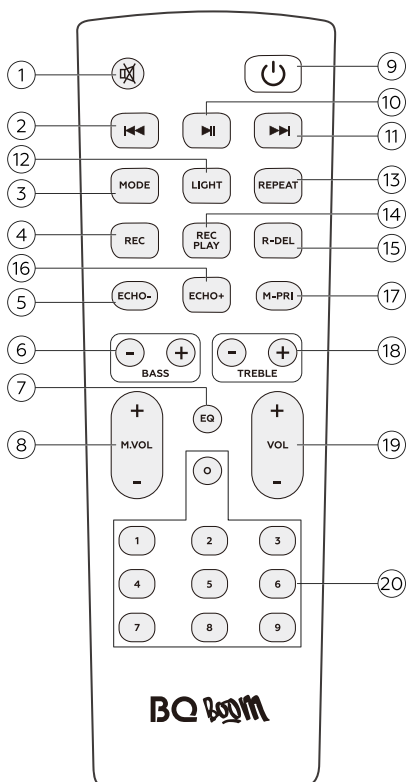 1 9
10
2 11
12
MODE LIGHT REPEAT 13
3
14
4 REC REC PLAY R-DEL
15
16
ECHO- ECHO+ M-PRI 17
5
6 - + - + 18
BASS TREBLE
7
+ EQ +
8 M.VOL VOL 19
- 0 -
1 2 3
4 5 6 20
7 8 9
BQ BOOM